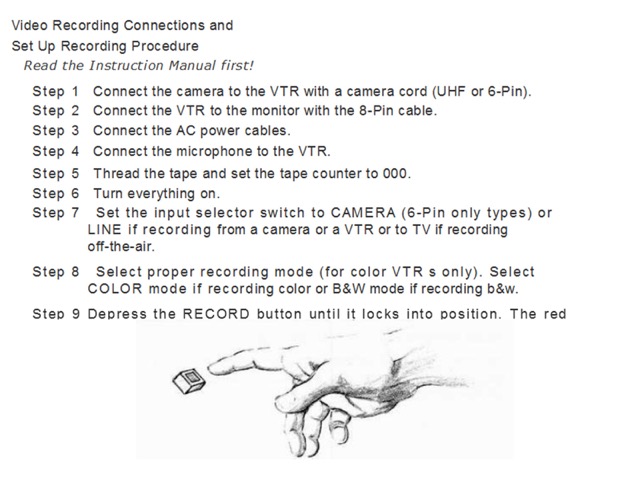 Video Recording Connections and
Set Up Recording Procedure
Read the Instruction Manual first!
Step 1 Connect the camera to the VTR with a camera cord (UHF or 6-Pin).
Step 2 Connect the VTR to the monitor with the 8-Pin cable.
Step 3 Connect the AC power cables.
Step 4 Connect the microphone to the VTR.
Step 5 Thread the tape and set the tape counter to 000.
Step 6 Turn everything on.
Step 7 Set the input selector switch to CAMERA (6-Pin only types) or
LINE if recording from a camera or a VTR or to TV if recording
off-the-air.
Step 8 Select proper recording mode (for color VTR s only). Select
COLOR mode if recording color or B&W mode if recording b&w.
Step 9 Depress the RECORD button until it locks into position. The red